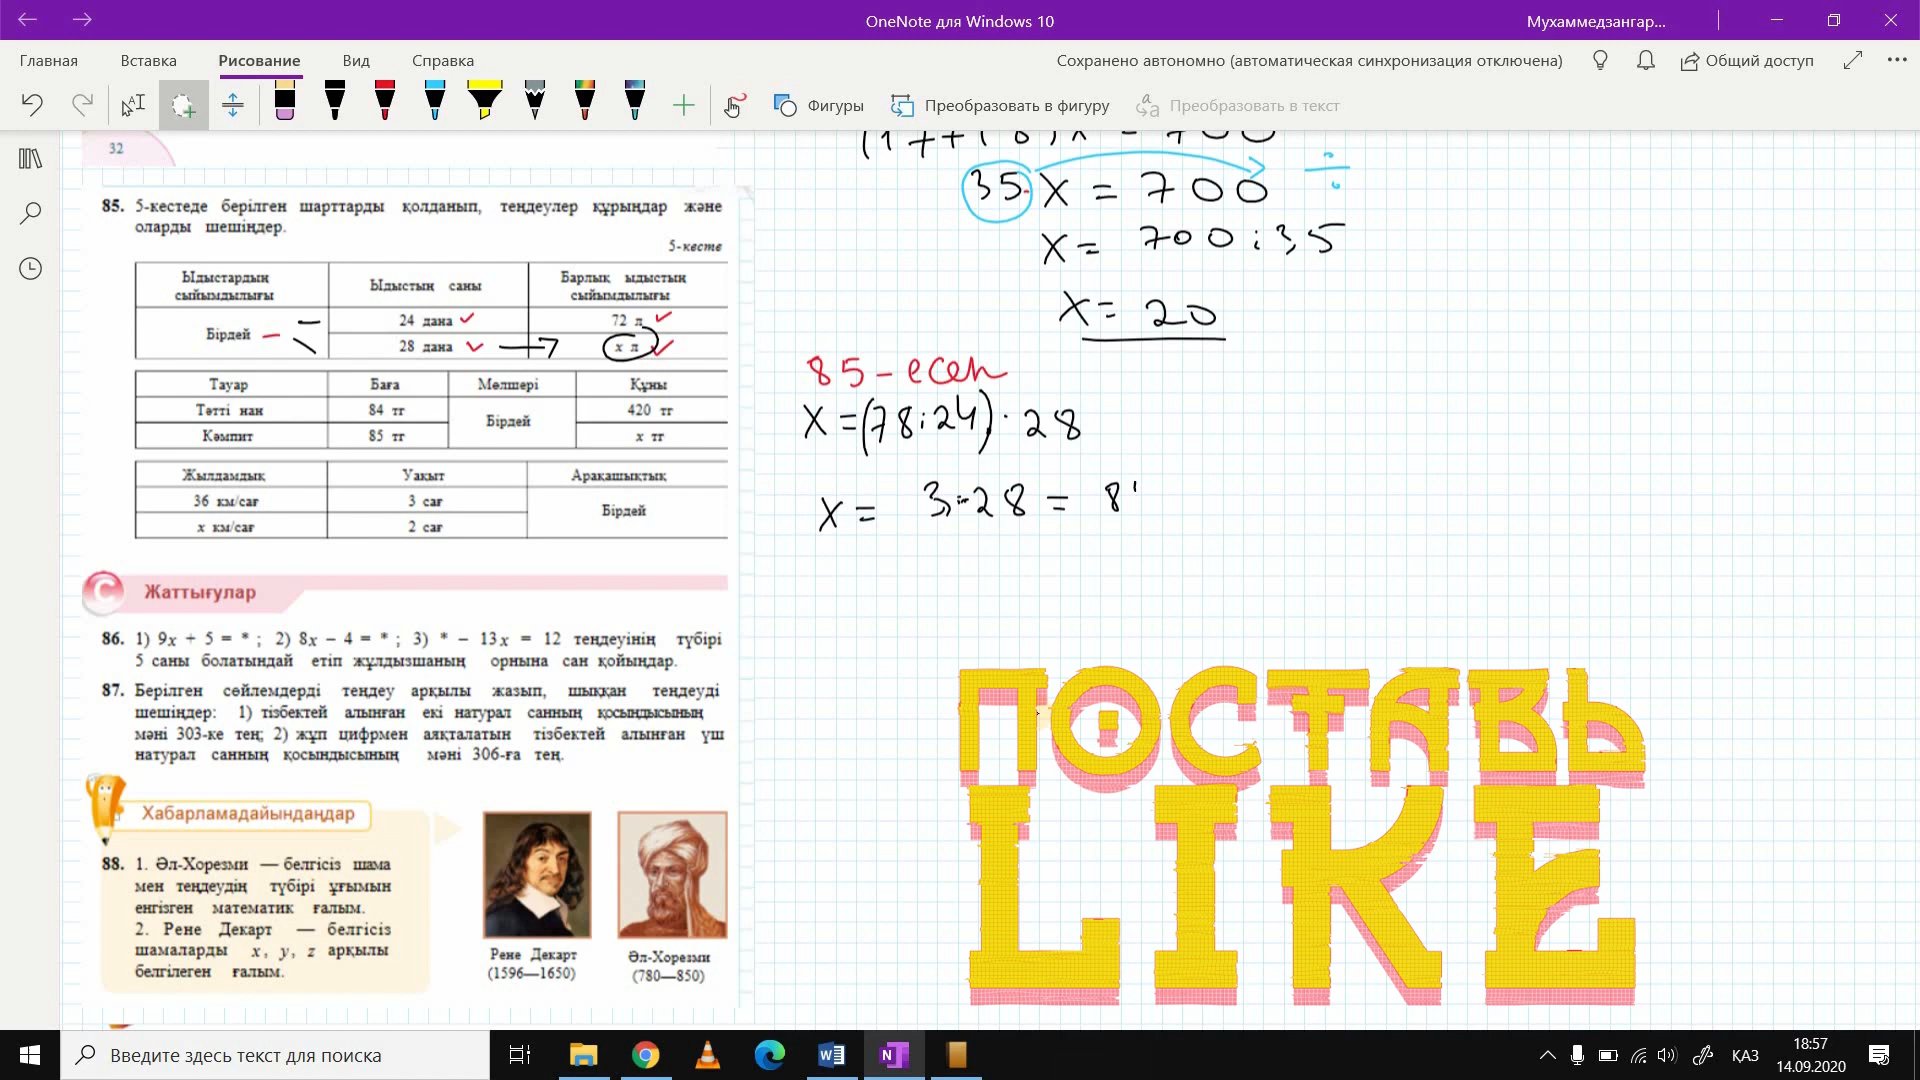 OneNote для Windows 10
Мухаммедзангар...
Главная Вставка Рисование Вид Справка
Сохранено автономно (автоматическая синхронизация отключена) Общий доступ
Фигуры Преобразовать в фигуру Преобразовать в текст
32
85. 5-кестеде берілген шарттарды қолданып, теңдеулер құрыңдар және
оларды шешіңдер.
5-кесте
Ыдыстардың сыйымдылығы Ыдыстың саны Барлық ыдыстың сыйымдылығы
Бірдей 24 дана 72 л
28 дана x л
Тауар Баға Мөлшері Құны
Тәтті нан 84 тг Бірдей 420 тг
Кәмпит 85 тг x тг
Жылдамдық Уақыт Арақашықтық
36 км/сағ 3 сағ Бірдей
x км/сағ 2 сағ
C Жаттығулар
86. 1) 9x + 5 = * ; 2) 8x − 4 = * ; 3) * − 13x = 12 теңдеуінің түбірі
5 саны болатындай етіп жұлдызшаның орнына сан қойыңдар.
87. Берілген сөйлемдерді теңдеу арқылы жазып, шыққан теңдеуді
шешіңдер: 1) тізбектей алынған екі натурал санның қосындысының
мәні 303-ке тең; 2) жұп цифрмен аяқталатын тізбектей алынған үш
натурал санның қосындысының мәні 306-ға тең.
Хабарламадайындаңдар
88. 1. Әл-Хорезми — белгісіз шама
мен теңдеудің түбірі ұғымын
енгізген математик ғалым.
2. Рене Декарт — белгісіз
шамаларды x, y, z арқылы
белгілеген ғалым.
Рене Декарт
(1596—1650)
Әл-Хорезми
(780—850)
35·x = 700
x = 700 : 35
x = 20
85-есеп
x = (78:24)·28
x = 3·28 = 8
ПОСТАВЬ
LIKE
Введите здесь текст для поиска
ҚАЗ
18:57
14.09.2020